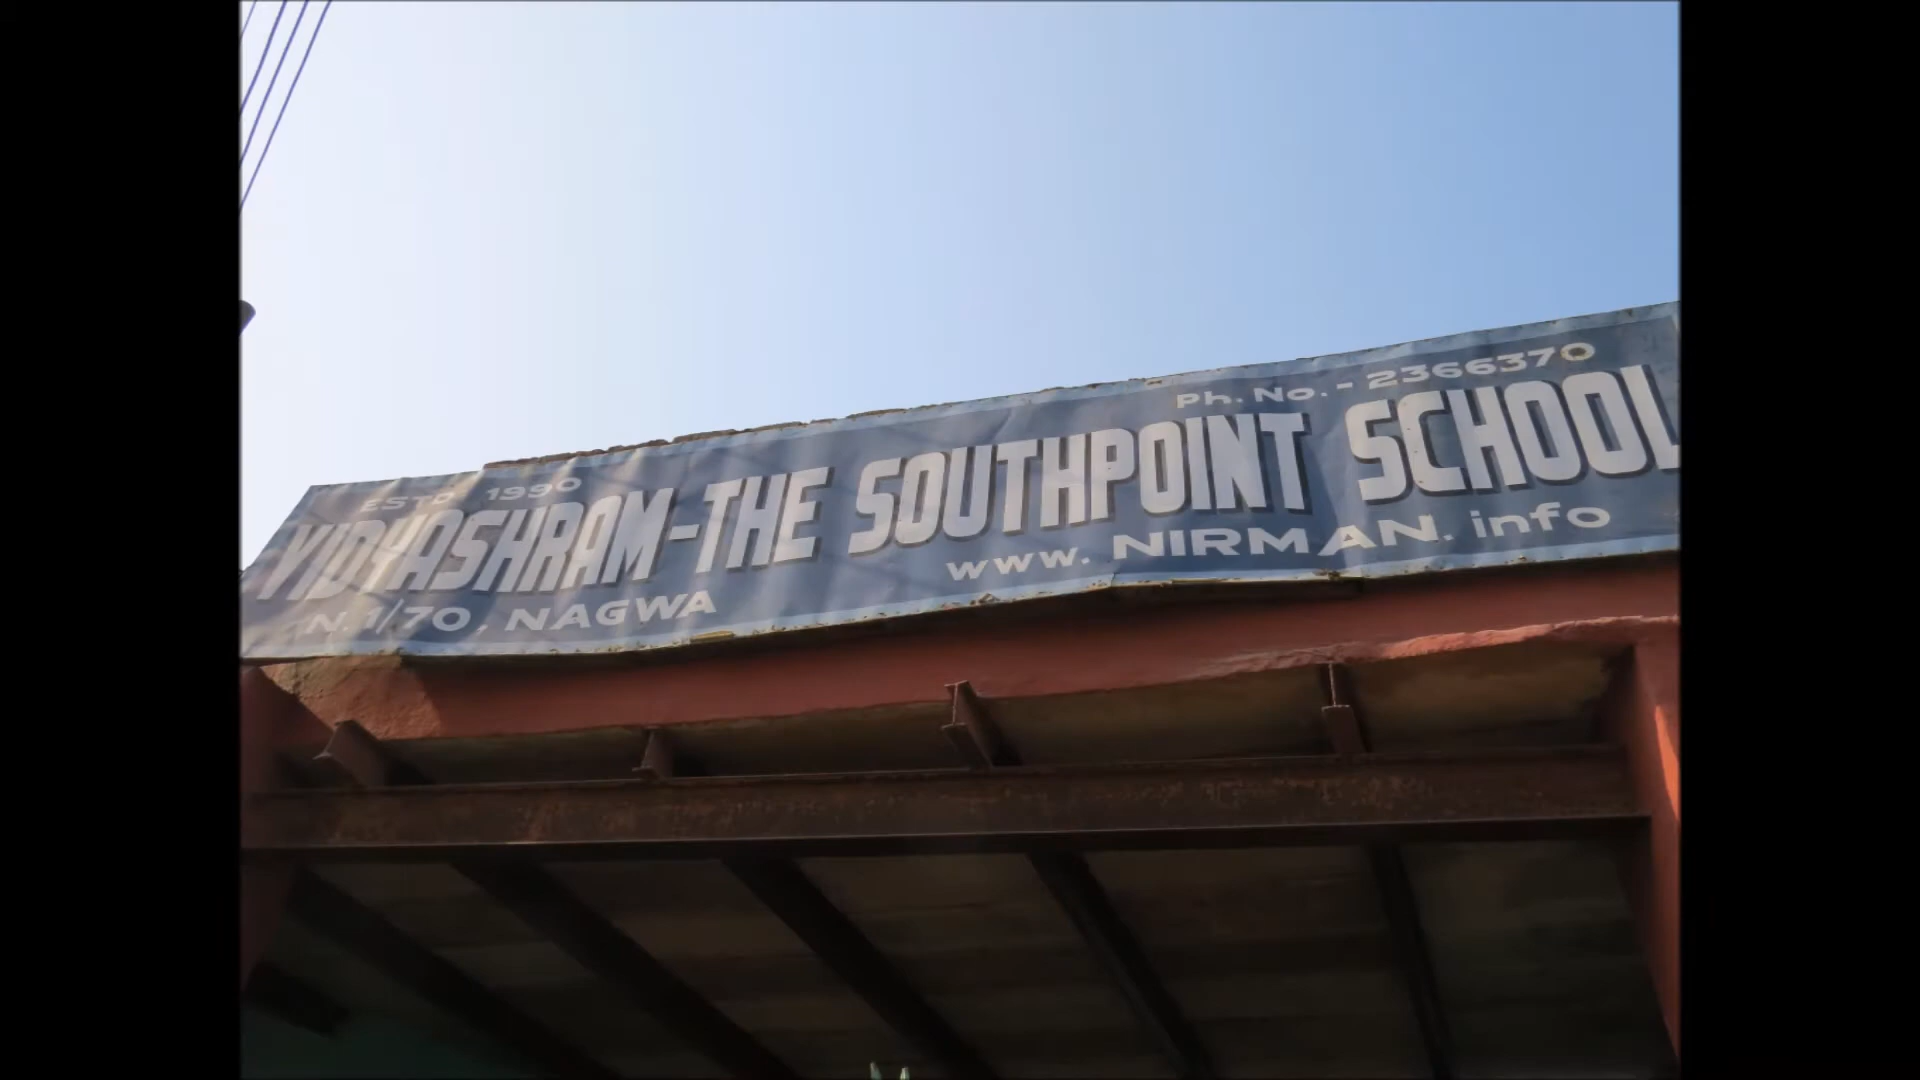 ESTD 1990
Ph. No. - 2366370
VIDYASHRAM-THE SOUTHPOINT SCHOOL
N.1/70, NAGWA
www. NIRMAN. info